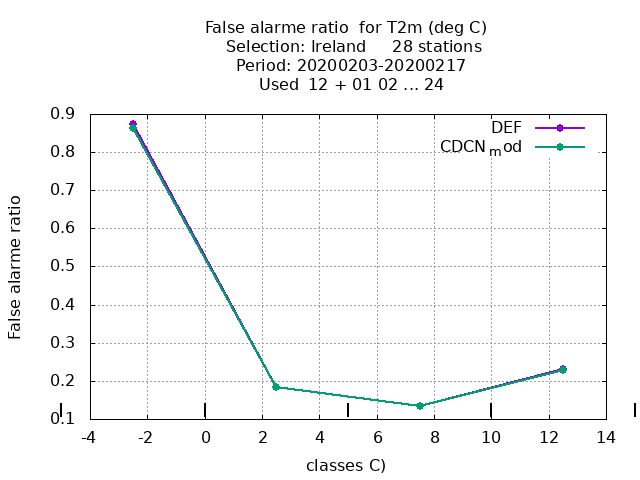 False alarme ratio  for T2m (deg C)
Selection: Ireland     28 stations
Period: 20200203-20200217
Used  12 + 01 02 ... 24
DEF
CDCNmod
0.9
0.8
0.7
0.6
0.5
0.4
0.3
0.2
0.1
False alarme ratio
-4 -2 0 2 4 6 8 10 12 14
classes C)